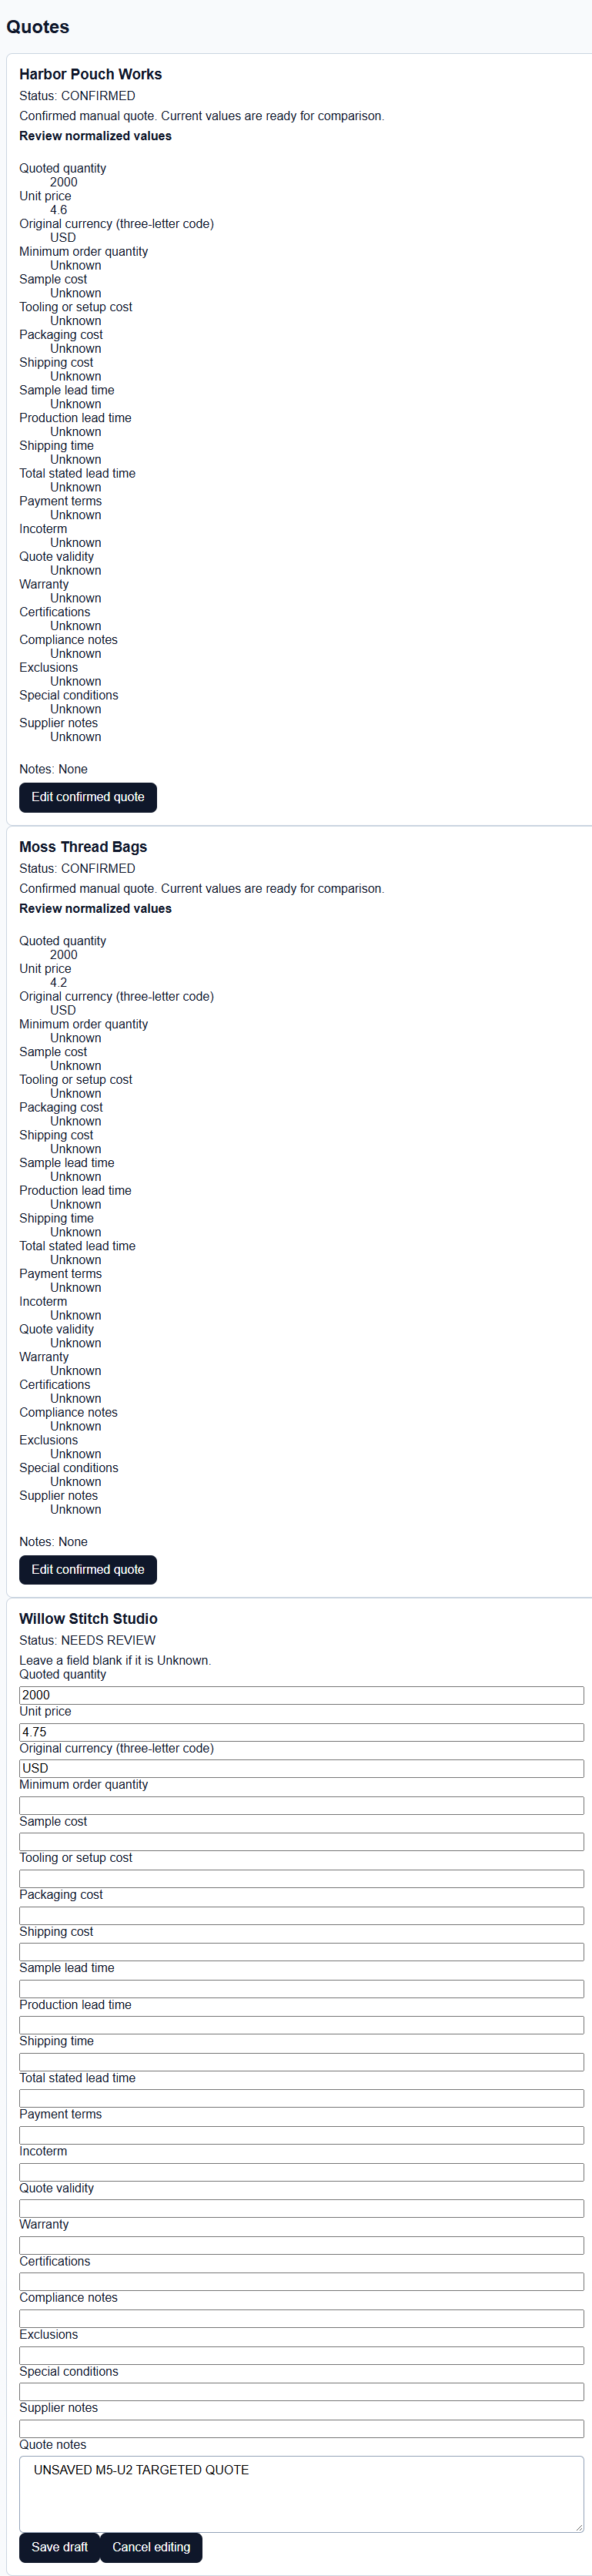 Quotes
Harbor Pouch Works
Status: CONFIRMED
Confirmed manual quote. Current values are ready for comparison.
Review normalized values
Quoted quantity
2000
Unit price
4.6
Original currency (three-letter code)
USD
Minimum order quantity
Unknown
Sample cost
Unknown
Tooling or setup cost
Unknown
Packaging cost
Unknown
Shipping cost
Unknown
Sample lead time
Unknown
Production lead time
Unknown
Shipping time
Unknown
Total stated lead time
Unknown
Payment terms
Unknown
Incoterm
Unknown
Quote validity
Unknown
Warranty
Unknown
Certifications
Unknown
Compliance notes
Unknown
Exclusions
Unknown
Special conditions
Unknown
Supplier notes
Unknown
Notes: None
Edit confirmed quote
Moss Thread Bags
Status: CONFIRMED
Confirmed manual quote. Current values are ready for comparison.
Review normalized values
Quoted quantity
2000
Unit price
4.2
Original currency (three-letter code)
USD
Minimum order quantity
Unknown
Sample cost
Unknown
Tooling or setup cost
Unknown
Packaging cost
Unknown
Shipping cost
Unknown
Sample lead time
Unknown
Production lead time
Unknown
Shipping time
Unknown
Total stated lead time
Unknown
Payment terms
Unknown
Incoterm
Unknown
Quote validity
Unknown
Warranty
Unknown
Certifications
Unknown
Compliance notes
Unknown
Exclusions
Unknown
Special conditions
Unknown
Supplier notes
Unknown
Notes: None
Edit confirmed quote
Willow Stitch Studio
Status: NEEDS REVIEW
Leave a field blank if it is Unknown.
Quoted quantity
2000
Unit price
4.75
Original currency (three-letter code)
USD
Minimum order quantity
Sample cost
Tooling or setup cost
Packaging cost
Shipping cost
Sample lead time
Production lead time
Shipping time
Total stated lead time
Payment terms
Incoterm
Quote validity
Warranty
Certifications
Compliance notes
Exclusions
Special conditions
Supplier notes
Quote notes
UNSAVED M5-U2 TARGETED QUOTE
Save draft Cancel editing